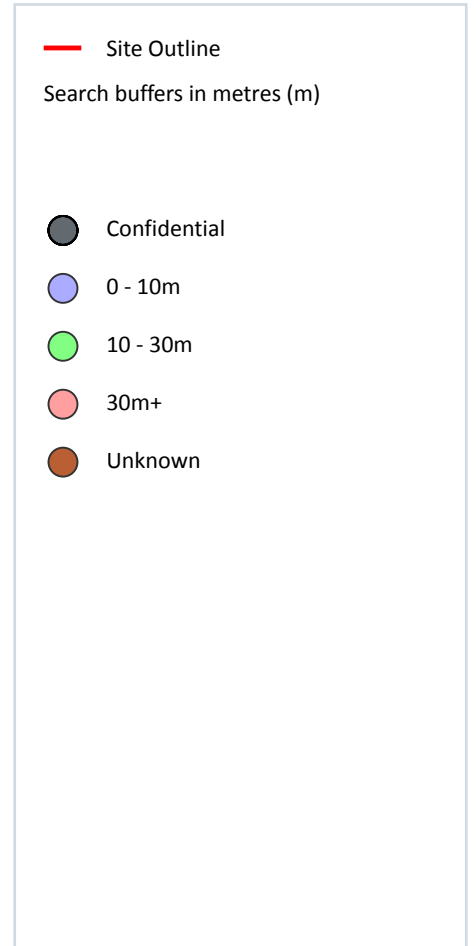 Site Outline
Search buffers in metres (m)
Confidential
0 - 10m
10 - 30m
30m+
Unknown